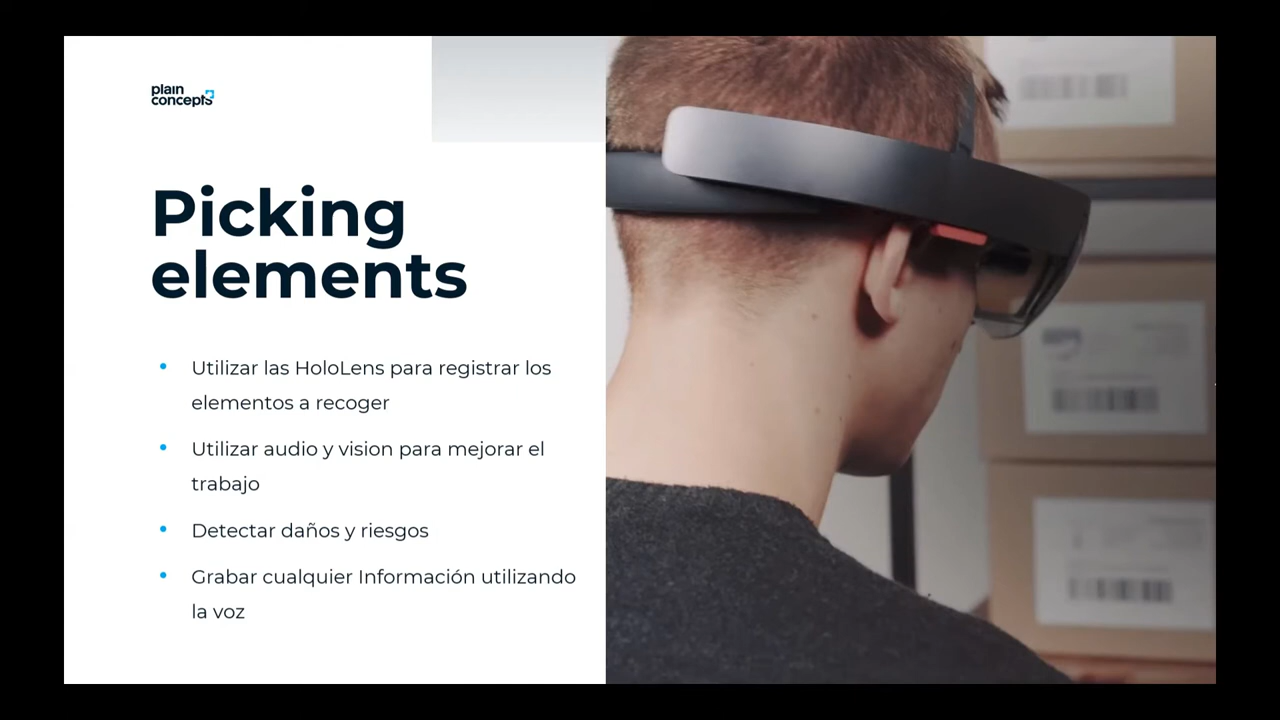 plain
concepts
Picking
elements
• Utilizar las HoloLens para registrar los
elementos a recoger
• Utilizar audio y vision para mejorar el
trabajo
• Detectar daños y riesgos
• Grabar cualquier Información utilizando
la voz